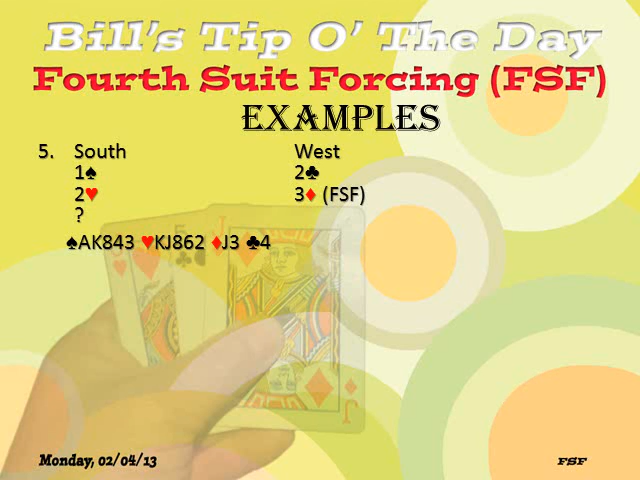 Bill's Tip O' The Day
Fourth Suit Forcing (FSF)
EXAMPLES
5. South West
1♠ 2♣
2♥ 3♦ (FSF)
?
♠AK843 ♥KJ862 ♦J3 ♣4
Monday, 02/04/13 FSF